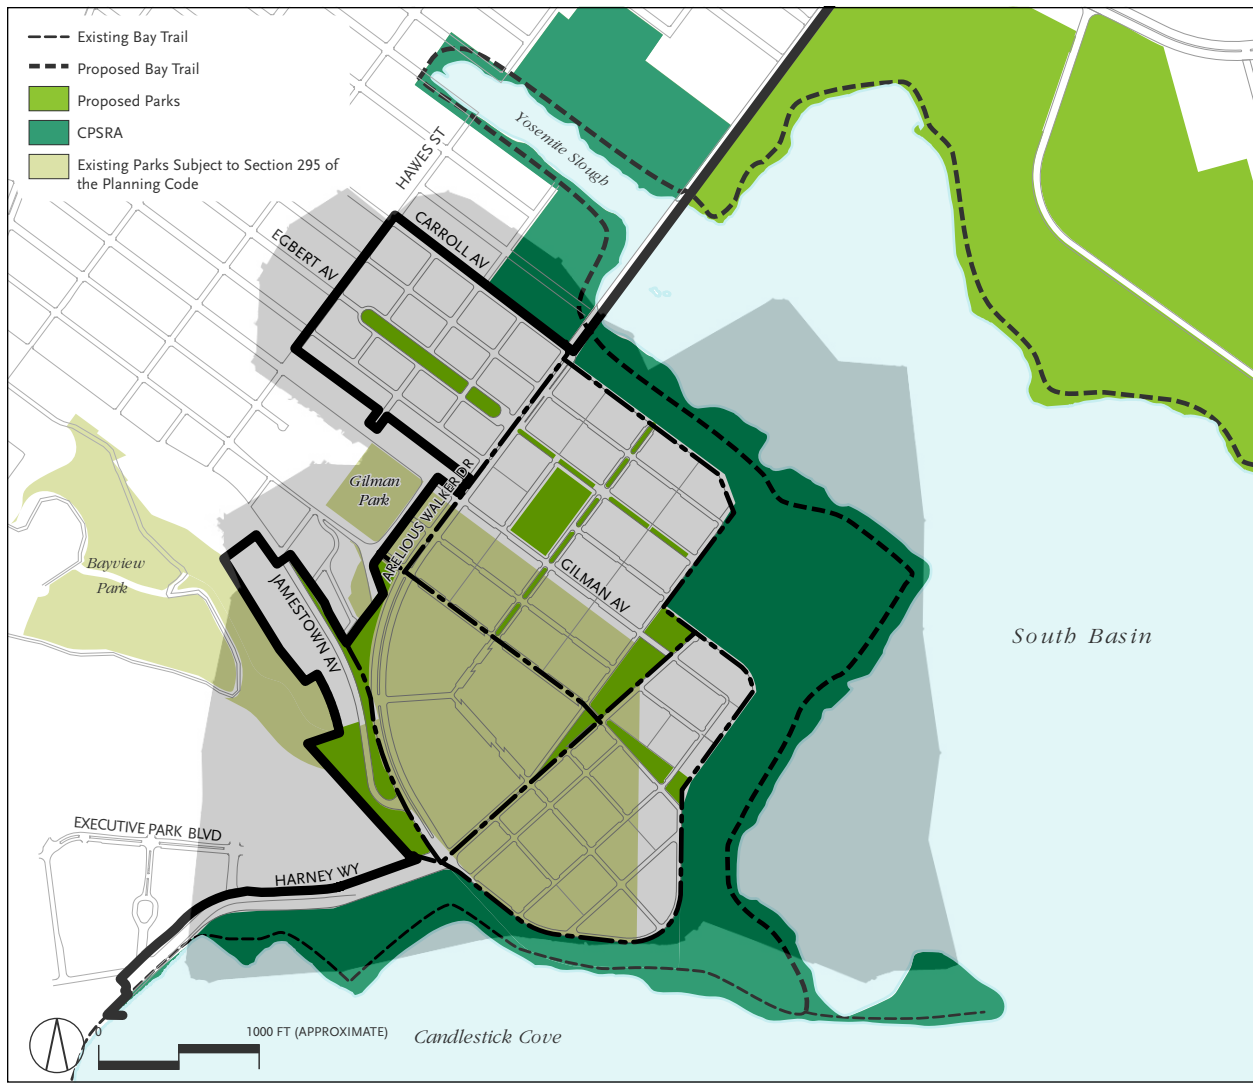 Existing Bay Trail
Proposed Bay Trail
Proposed Parks
CPSRA
Existing Parks Subject to Section 295 of
the Planning Code
Yosemite Slough
HAWES ST
CARROLL AV
EGBERT AV
Gilman
Park
ARELIOUS WALKER DR
Bayview
Park
JAMESTOWN AV
GILMAN AV
South Basin
EXECUTIVE PARK BLVD
HARNEY WY
0
1000 FT (APPROXIMATE)
Candlestick Cove